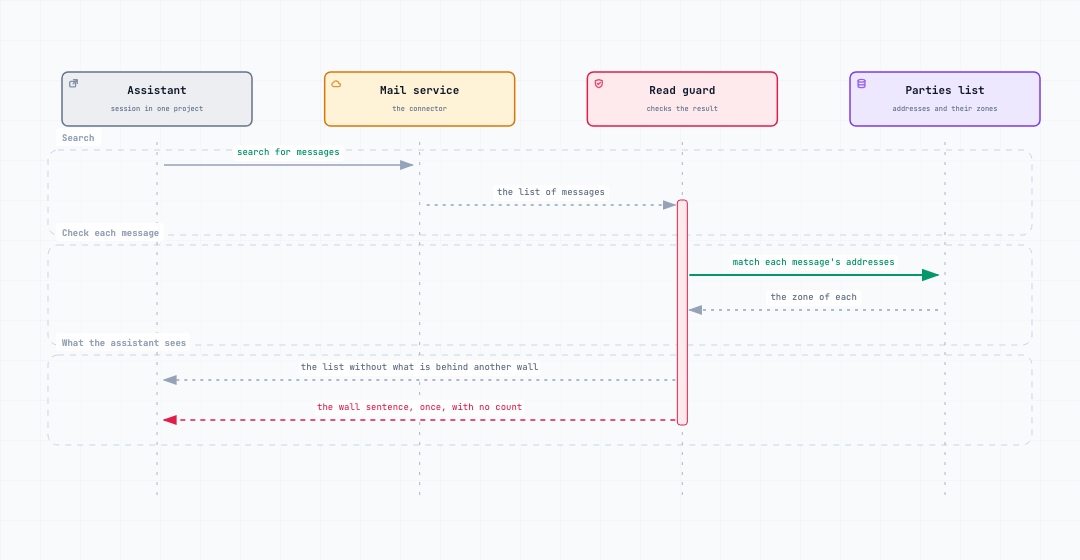 Assistant
session in one project
Mail service
the connector
Read guard
checks the result
Parties list
addresses and their zones
Search
search for messages
the list of messages
Check each message
match each message's addresses
the zone of each
What the assistant sees
the list without what is behind another wall
the wall sentence, once, with no count